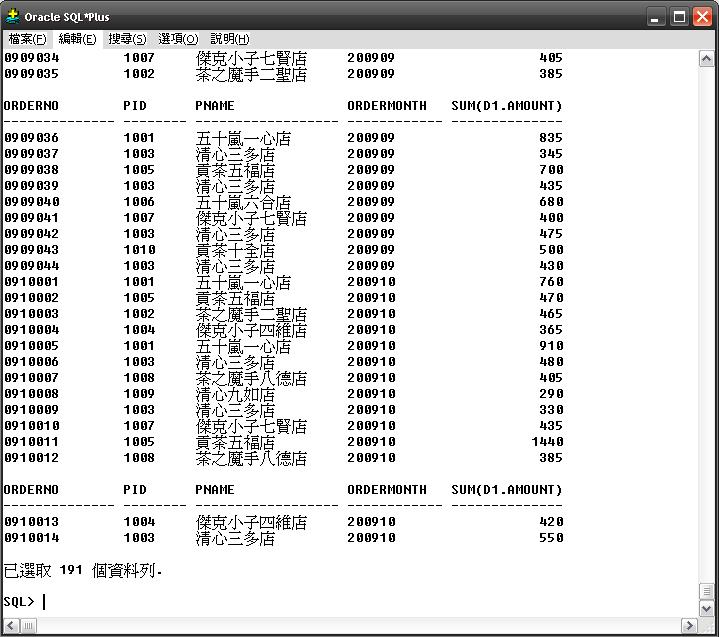 Oracle SQL*Plus
檔案(F) 編輯(E) 搜尋(S) 選項(O) 說明(H)
0909034 1007 傑克小子七賢店 200909 405
0909035 1002 茶之魔手二聖店 200909 385
ORDERNO PID PNAME ORDERMONTH SUM(D1.AMOUNT)
-------------- -------- ------------------ ------------ --------------
0909036 1001 五十嵐一心店 200909 835
0909037 1003 清心三多店 200909 345
0909038 1005 貢茶五福店 200909 700
0909039 1003 清心三多店 200909 435
0909040 1006 五十嵐六合店 200909 680
0909041 1007 傑克小子七賢店 200909 400
0909042 1003 清心三多店 200909 475
0909043 1010 貢茶十全店 200909 500
0909044 1003 清心三多店 200909 430
0910001 1001 五十嵐一心店 200910 760
0910002 1005 貢茶五福店 200910 470
0910003 1002 茶之魔手二聖店 200910 465
0910004 1004 傑克小子四維店 200910 365
0910005 1001 五十嵐一心店 200910 910
0910006 1003 清心三多店 200910 480
0910007 1008 茶之魔手八德店 200910 405
0910008 1009 清心九如店 200910 290
0910009 1003 清心三多店 200910 330
0910010 1007 傑克小子七賢店 200910 435
0910011 1005 貢茶五福店 200910 1440
0910012 1008 茶之魔手八德店 200910 385
ORDERNO PID PNAME ORDERMONTH SUM(D1.AMOUNT)
-------------- -------- ------------------ ------------ --------------
0910013 1004 傑克小子四維店 200910 420
0910014 1003 清心三多店 200910 550
已選取 191 個資料列.
SQL>